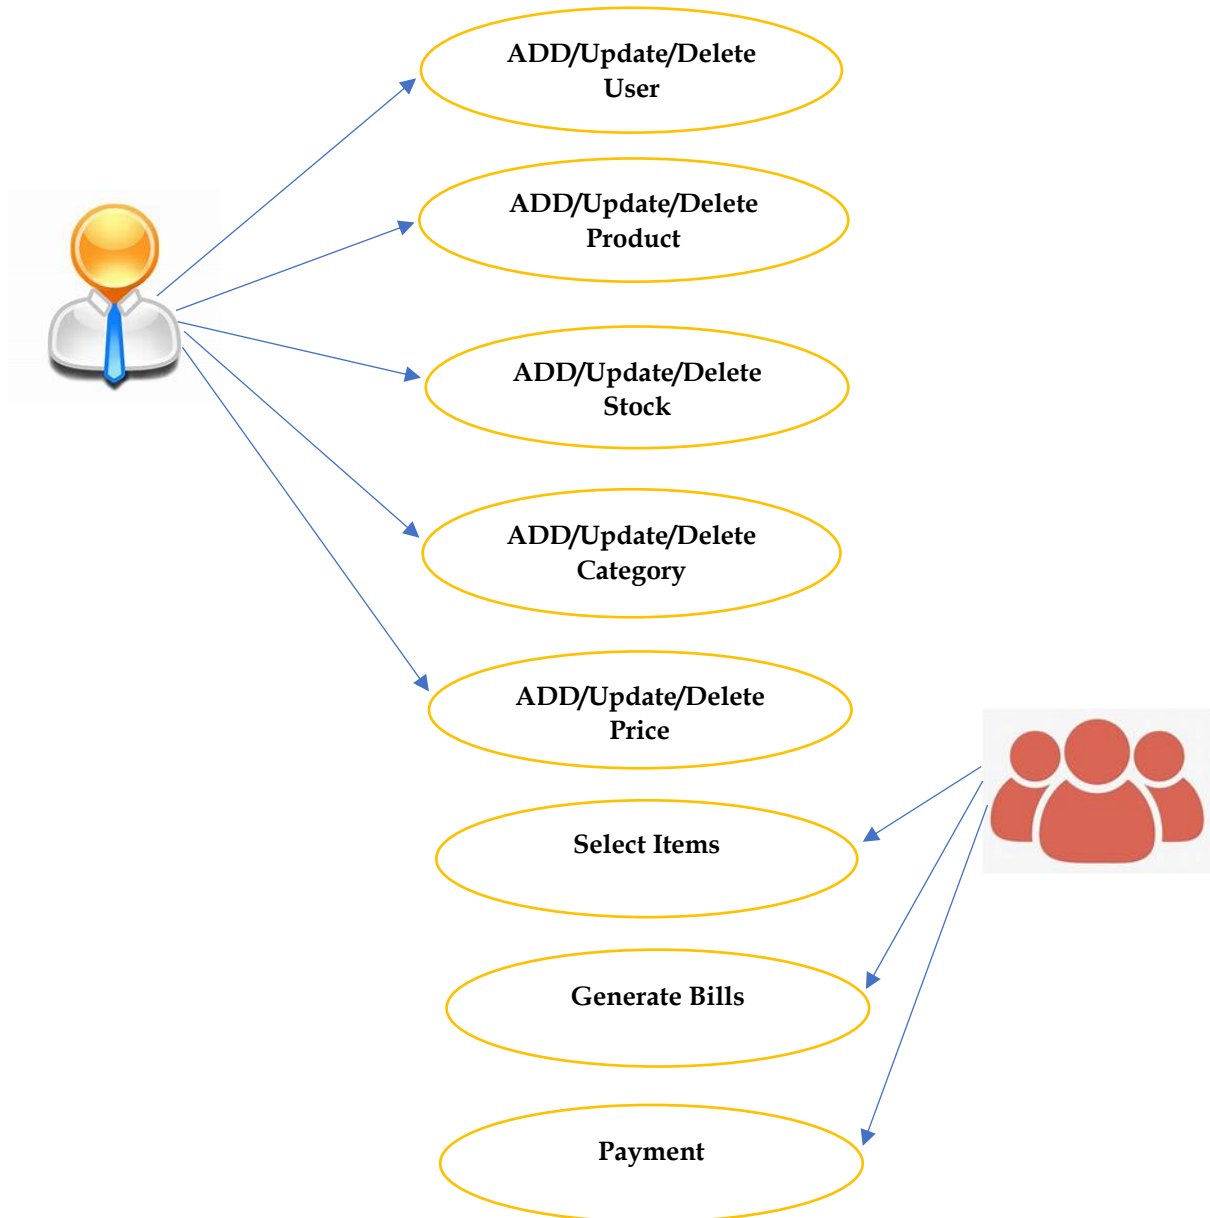 ADD/Update/Delete
User
ADD/Update/Delete
Product
ADD/Update/Delete
Stock
ADD/Update/Delete
Category
ADD/Update/Delete
Price
Select Items
Generate Bills
Payment